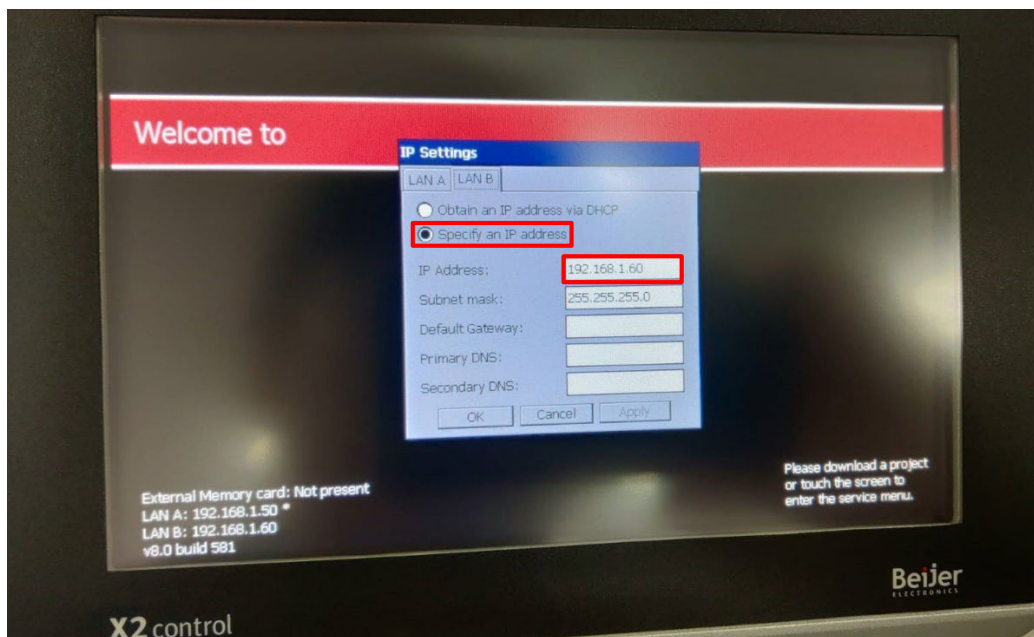 Welcome to
IP Settings
LAN A LAN B
Obtain an IP address via DHCP
Specify an IP address
IP Address: 192.168.1.60
Subnet mask: 255.255.255.0
Default Gateway:
Primary DNS:
Secondary DNS:
OK Cancel Apply
External Memory card: Not present
LAN A: 192.168.1.50 *
LAN B: 192.168.1.60
v8.0 build 581
Please download a project
or touch the screen to
enter the service menu.
Beijer
ELECTRONICS
X2 control